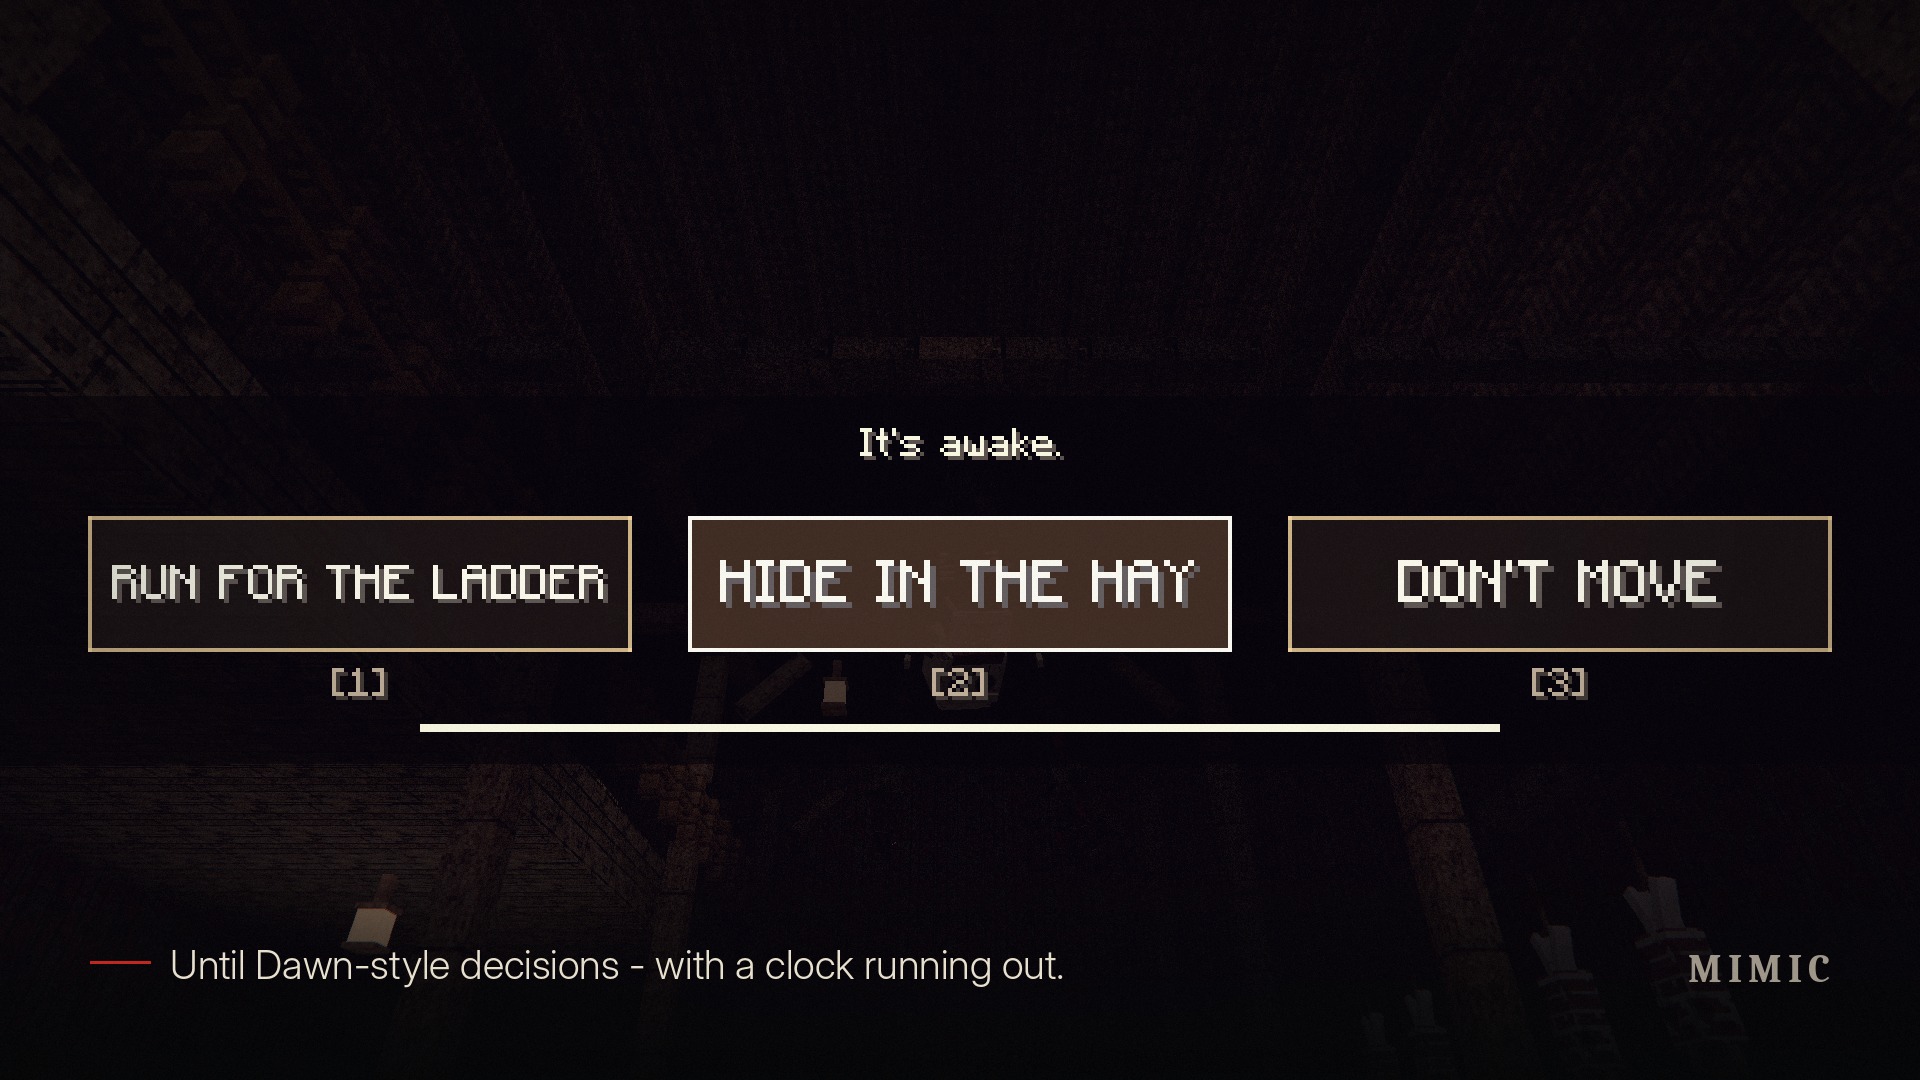 It's awake.
RUN FOR THE LADDER
HIDE IN THE HAY
DON'T MOVE
[1]
[2]
[3]
Until Dawn-style decisions - with a clock running out.
MIMIC